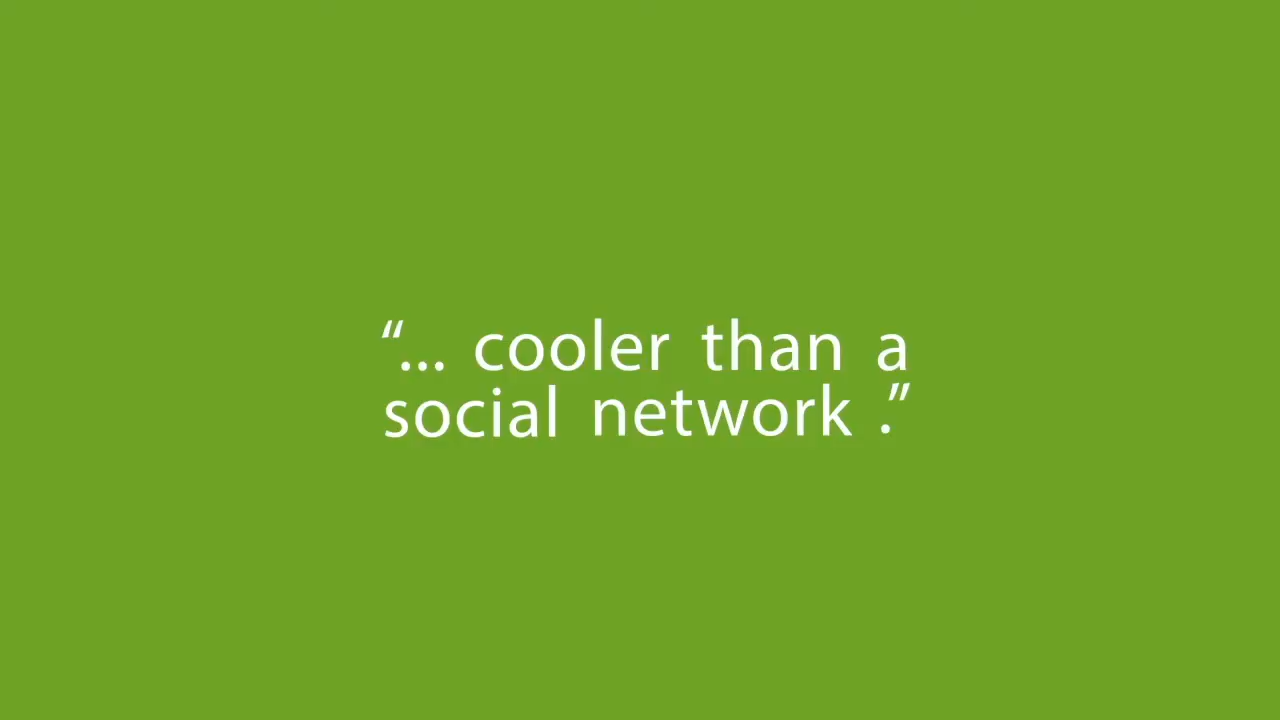 “... cooler than a
social network .”